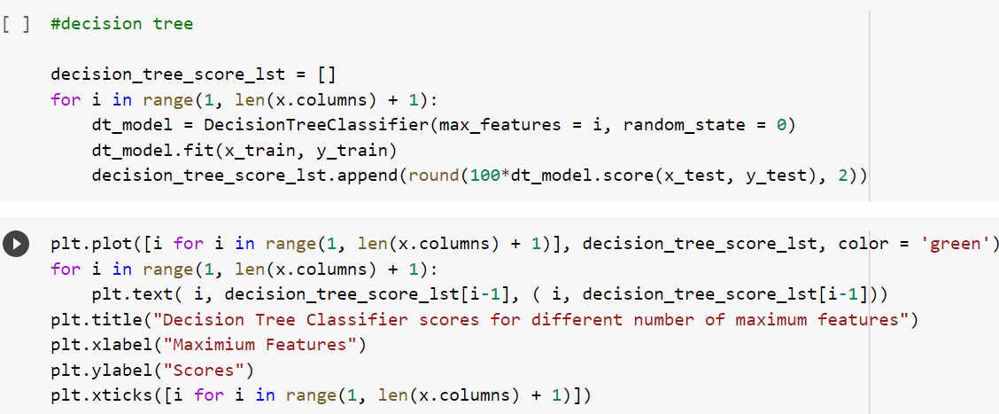 [ ] #decision tree
decision_tree_score_lst = []
for i in range(1, len(x.columns) + 1):
    dt_model = DecisionTreeClassifier(max_features = i, random_state = 0)
    dt_model.fit(x_train, y_train)
    decision_tree_score_lst.append(round(100*dt_model.score(x_test, y_test), 2))
plt.plot([i for i in range(1, len(x.columns) + 1)], decision_tree_score_lst, color = 'green')
for i in range(1, len(x.columns) + 1):
    plt.text( i, decision_tree_score_lst[i-1], ( i, decision_tree_score_lst[i-1]))
plt.title("Decision Tree Classifier scores for different number of maximum features")
plt.xlabel("Maximium Features")
plt.ylabel("Scores")
plt.xticks([i for i in range(1, len(x.columns) + 1)])